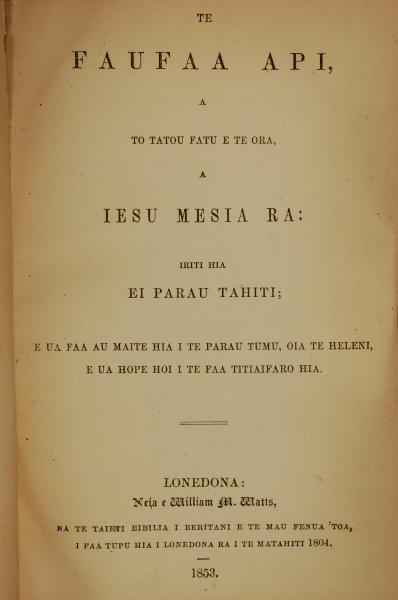 TE
FAUFAA API,
A
TO TATOU FATU E TE ORA,
A
IESU MESIA RA:
IRITI HIA
EI PARAU TAHITI;
E UA FAA AU MAITE HIA I TE PARAU TUMU, OIA TE HELENI,
E UA HOPE HOI I TE FAA TITIAIFARO HIA.
LONEDONA:
Neia e William M. Watts,
NA TE TAIETI BIBILIA I BERITANI E TE MAU FENUA 'TOA,
I FAA TUPU HIA I LONEDONA RA I TE MATAHITI 1804.
1853.